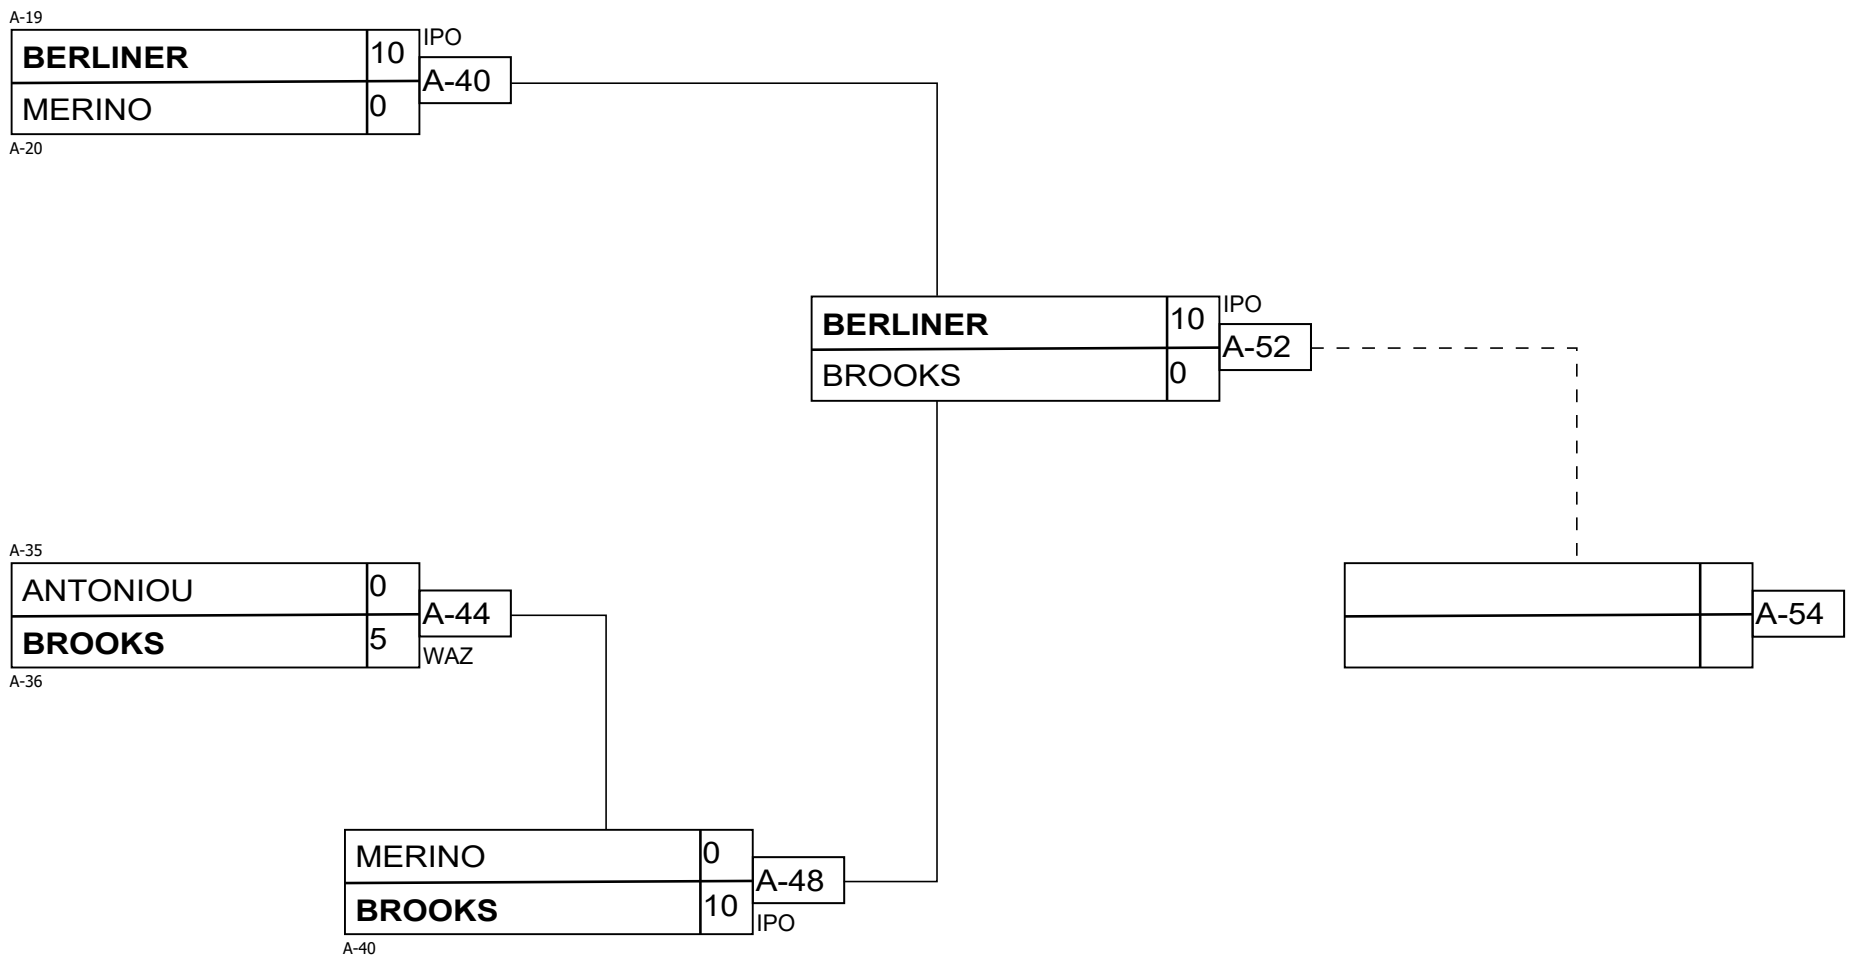 A-19
BERLINER 10 IPO
A-40
MERINO 0
A-20
BERLINER 10 IPO
A-52
BROOKS 0
A-35
ANTONIOU 0
A-44
BROOKS 5 WAZ
A-36
A-54
MERINO 0
A-48
BROOKS 10 IPO
A-40